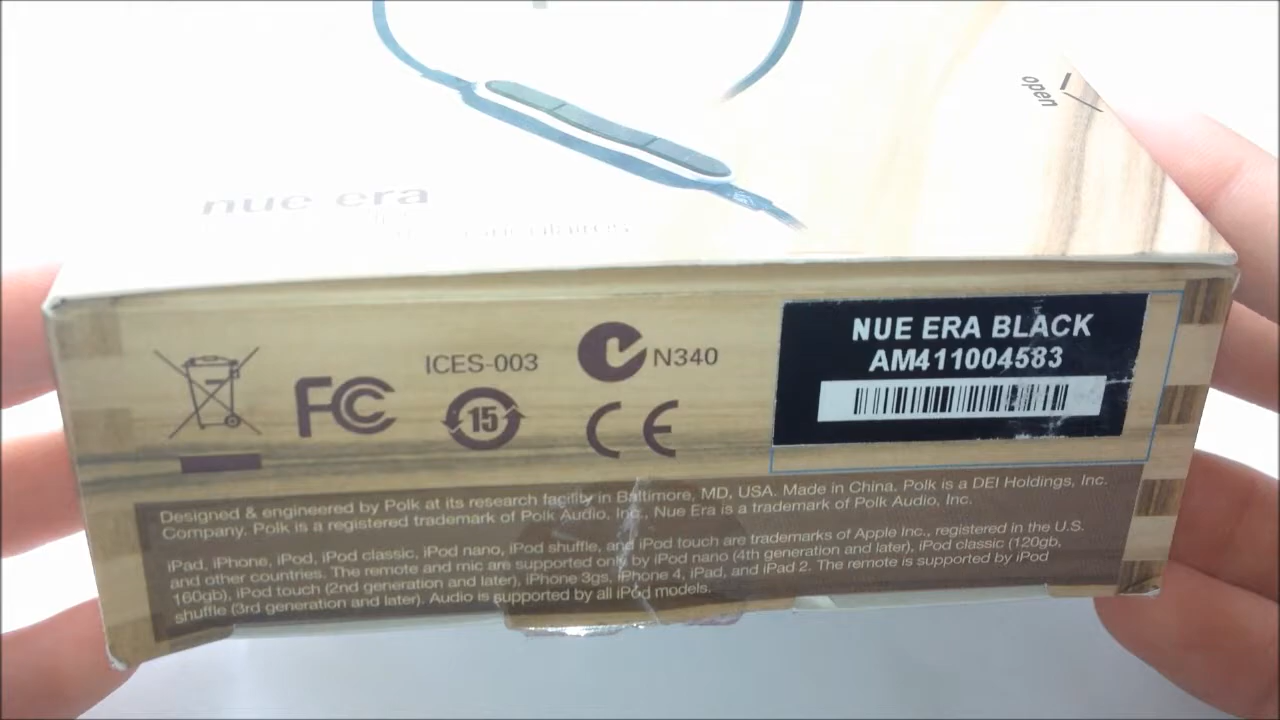 open
nue era
ICES-003
N340
FC
15
CE
NUE ERA BLACK
AM411004583
Designed & engineered by Polk at its research facility in Baltimore, MD, USA. Made in China. Polk is a DEI Holdings, Inc.
Company. Polk is a registered trademark of Polk Audio, Inc., Nue Era is a trademark of Polk Audio, Inc.
iPad, iPhone, iPod, iPod classic, iPod nano, iPod shuffle, and iPod touch are trademarks of Apple Inc., registered in the U.S.
and other countries. The remote and mic are supported only by iPod nano (4th generation and later), iPod classic (120gb,
160gb), iPod touch (2nd generation and later), iPhone 3gs, iPhone 4, iPad, and iPad 2. The remote is supported by iPod
shuffle (3rd generation and later). Audio is supported by all iPod models.